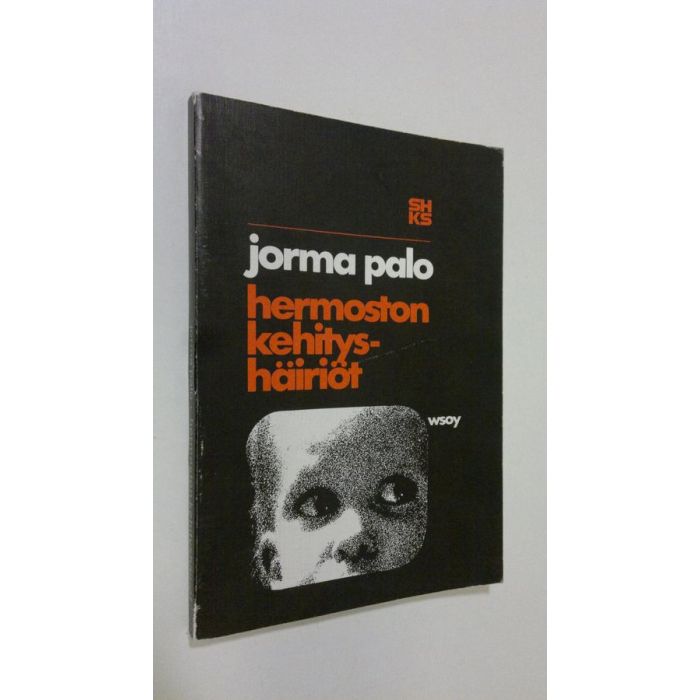 SH
KS
jorma palo
hermoston
kehitys-
häiriöt
wsoy